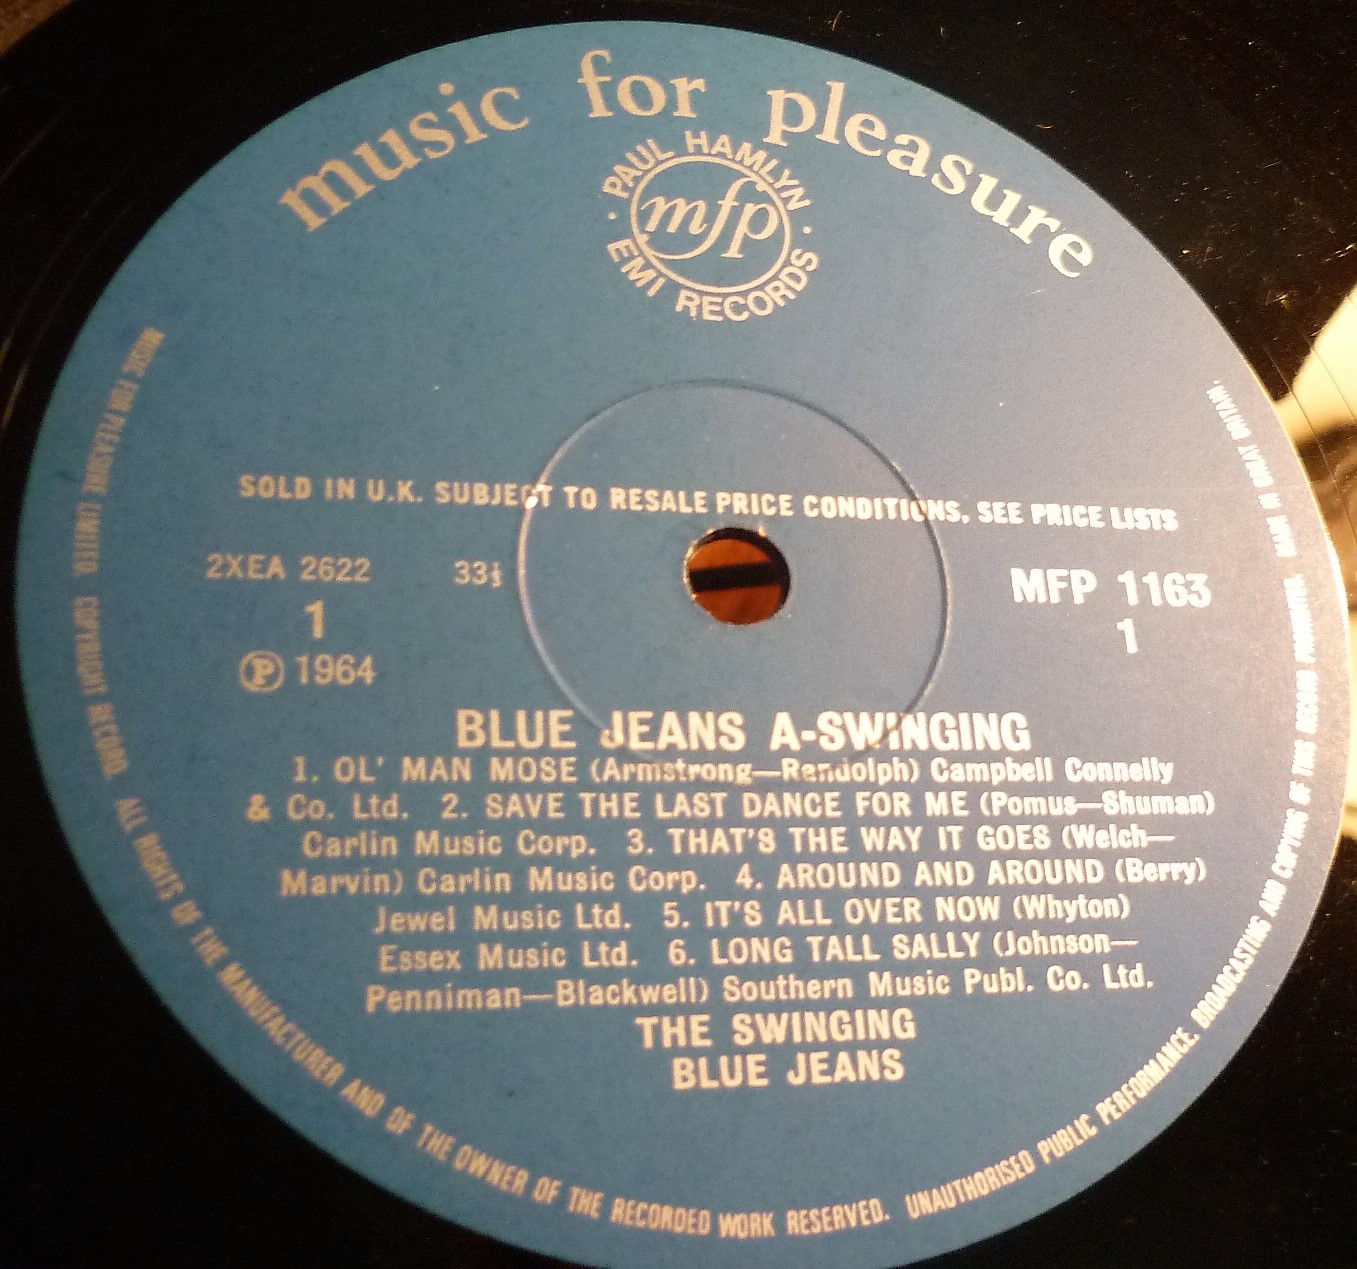 music for pleasure
PAUL HAMLYN
mfp
EMI RECORDS
SOLD IN U.K. SUBJECT TO RESALE PRICE CONDITIONS, SEE PRICE LISTS
2XEA 2622 33⅓ MFP 1163
1 1
Ⓟ 1964
BLUE JEANS A-SWINGING
1. OL' MAN MOSE (Armstrong—Randolph) Campbell Connelly
& Co. Ltd. 2. SAVE THE LAST DANCE FOR ME (Pomus—Shuman)
Carlin Music Corp. 3. THAT'S THE WAY IT GOES (Welch—
Marvin) Carlin Music Corp. 4. AROUND AND AROUND (Berry)
Jewel Music Ltd. 5. IT'S ALL OVER NOW (Whyton)
Essex Music Ltd. 6. LONG TALL SALLY (Johnson—
Penniman—Blackwell) Southern Music Publ. Co. Ltd.
THE SWINGING
BLUE JEANS
MUSIC FOR PLEASURE LIMITED. COPYRIGHT RECORD. ALL RIGHTS OF THE MANUFACTURER AND OF THE OWNER OF THE RECORDED WORK RESERVED. UNAUTHORISED PUBLIC PERFORMANCE, BROADCASTING AND COPYING OF THIS RECORD PROHIBITED. MADE IN GREAT BRITAIN.